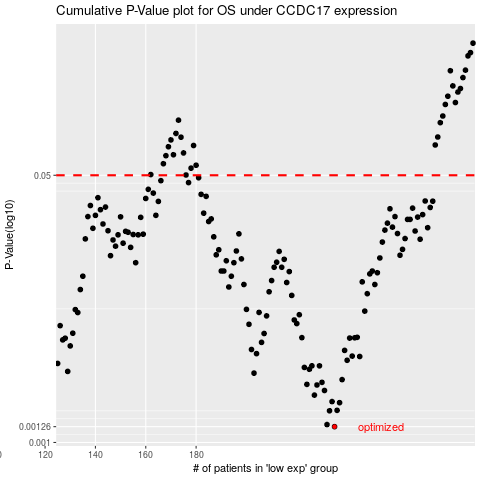 Cumulative P-Value plot for OS under CCDC17 expression
P-Value(log10)
0.05
0.00126
0.001
optimized
0
120
140
160
180
# of patients in 'low exp' group